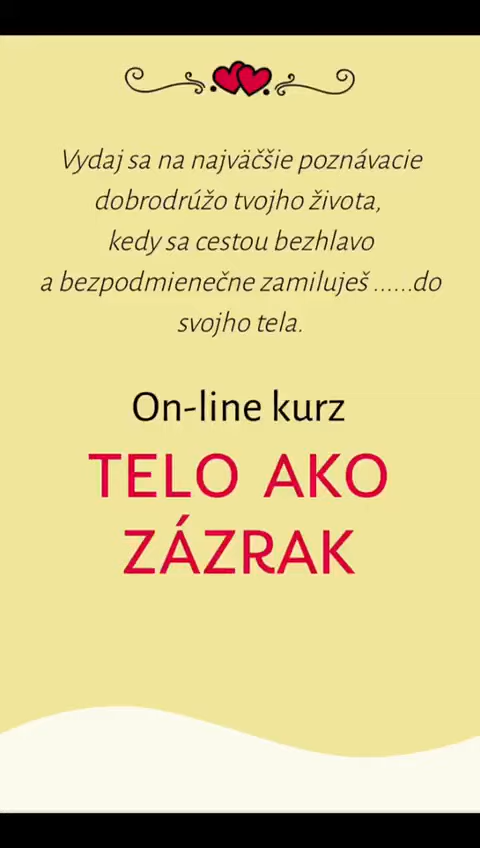 Vydaj sa na najväčšie poznávacie
dobrodrúžo tvojho života,
kedy sa cestou bezhlavo
a bezpodmienečne zamiluješ ......do
svojho tela.
On-line kurz
TELO AKO
ZÁZRAK